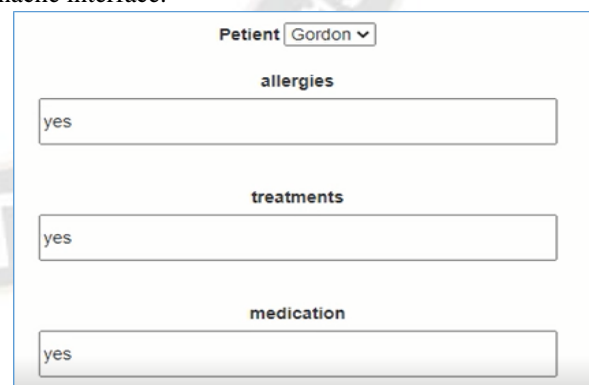 Petient Gordon
allergies
yes
treatments
yes
medication
yes